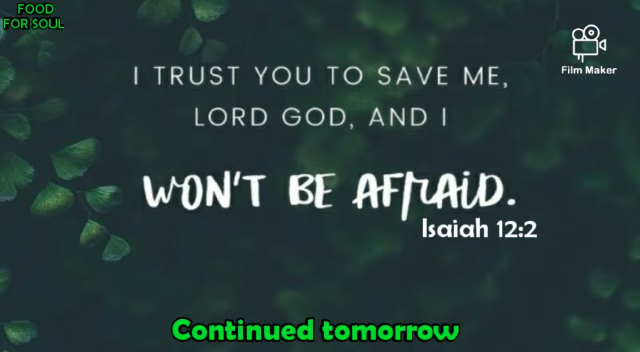 FOOD
FOR SOUL
Film Maker
I TRUST YOU TO SAVE ME,
LORD GOD, AND I
WON'T BE AFRAID.
Isaiah 12:2
Continued tomorrow